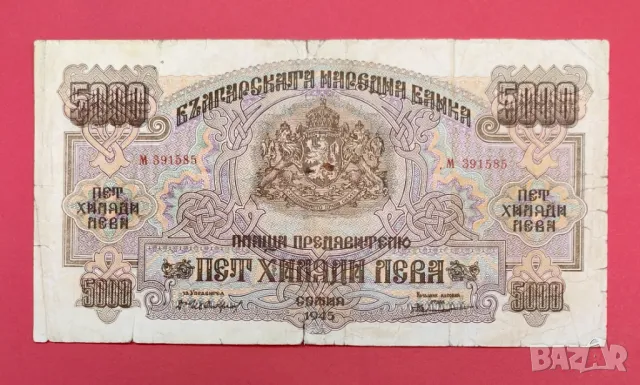 5000 БЪЛГАРСКАТА НАРОДНА БАНКА 5000
М 391585 М 391585
ПЕТ ХИЛЯДИ ЛЕВА
ПЕТ ХИЛЯДИ ЛЕВА
ПЛАЩА ПРЕДЯВИТЕЛЮ
ПЕТ ХИЛЯДИ ЛЕВА
5000 СОФИЯ 5000
1945
BAZAR.bg